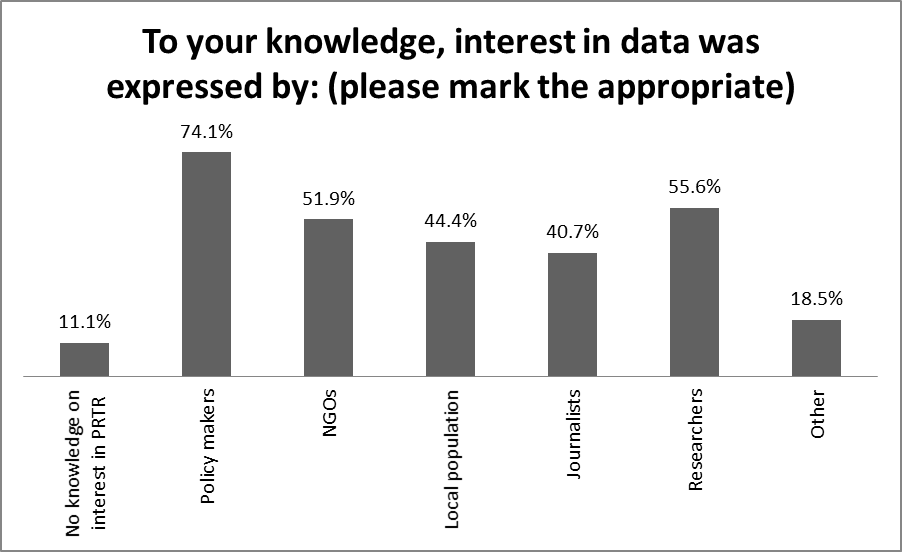 To your knowledge, interest in data was
expressed by: (please mark the appropriate)
11.1%
74.1%
51.9%
44.4%
40.7%
55.6%
18.5%
No knowledge on
interest in PRTR
Policy makers
NGOs
Local population
Journalists
Researchers
Other